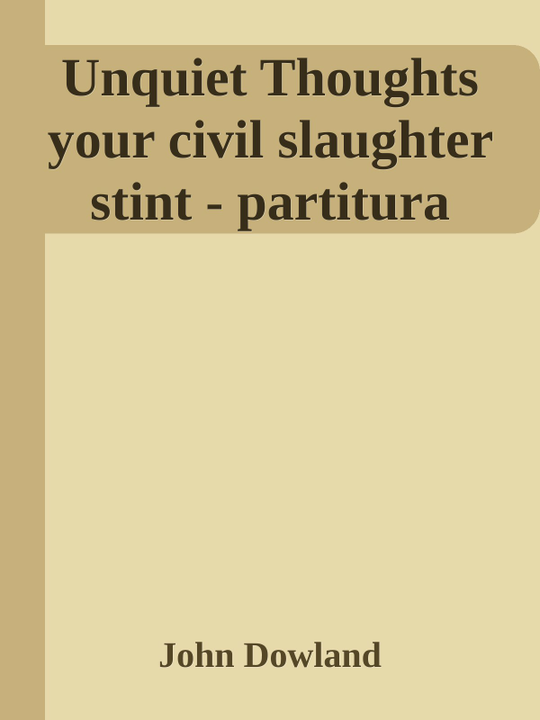 Unquiet Thoughts
your civil slaughter
stint - partitura
John Dowland